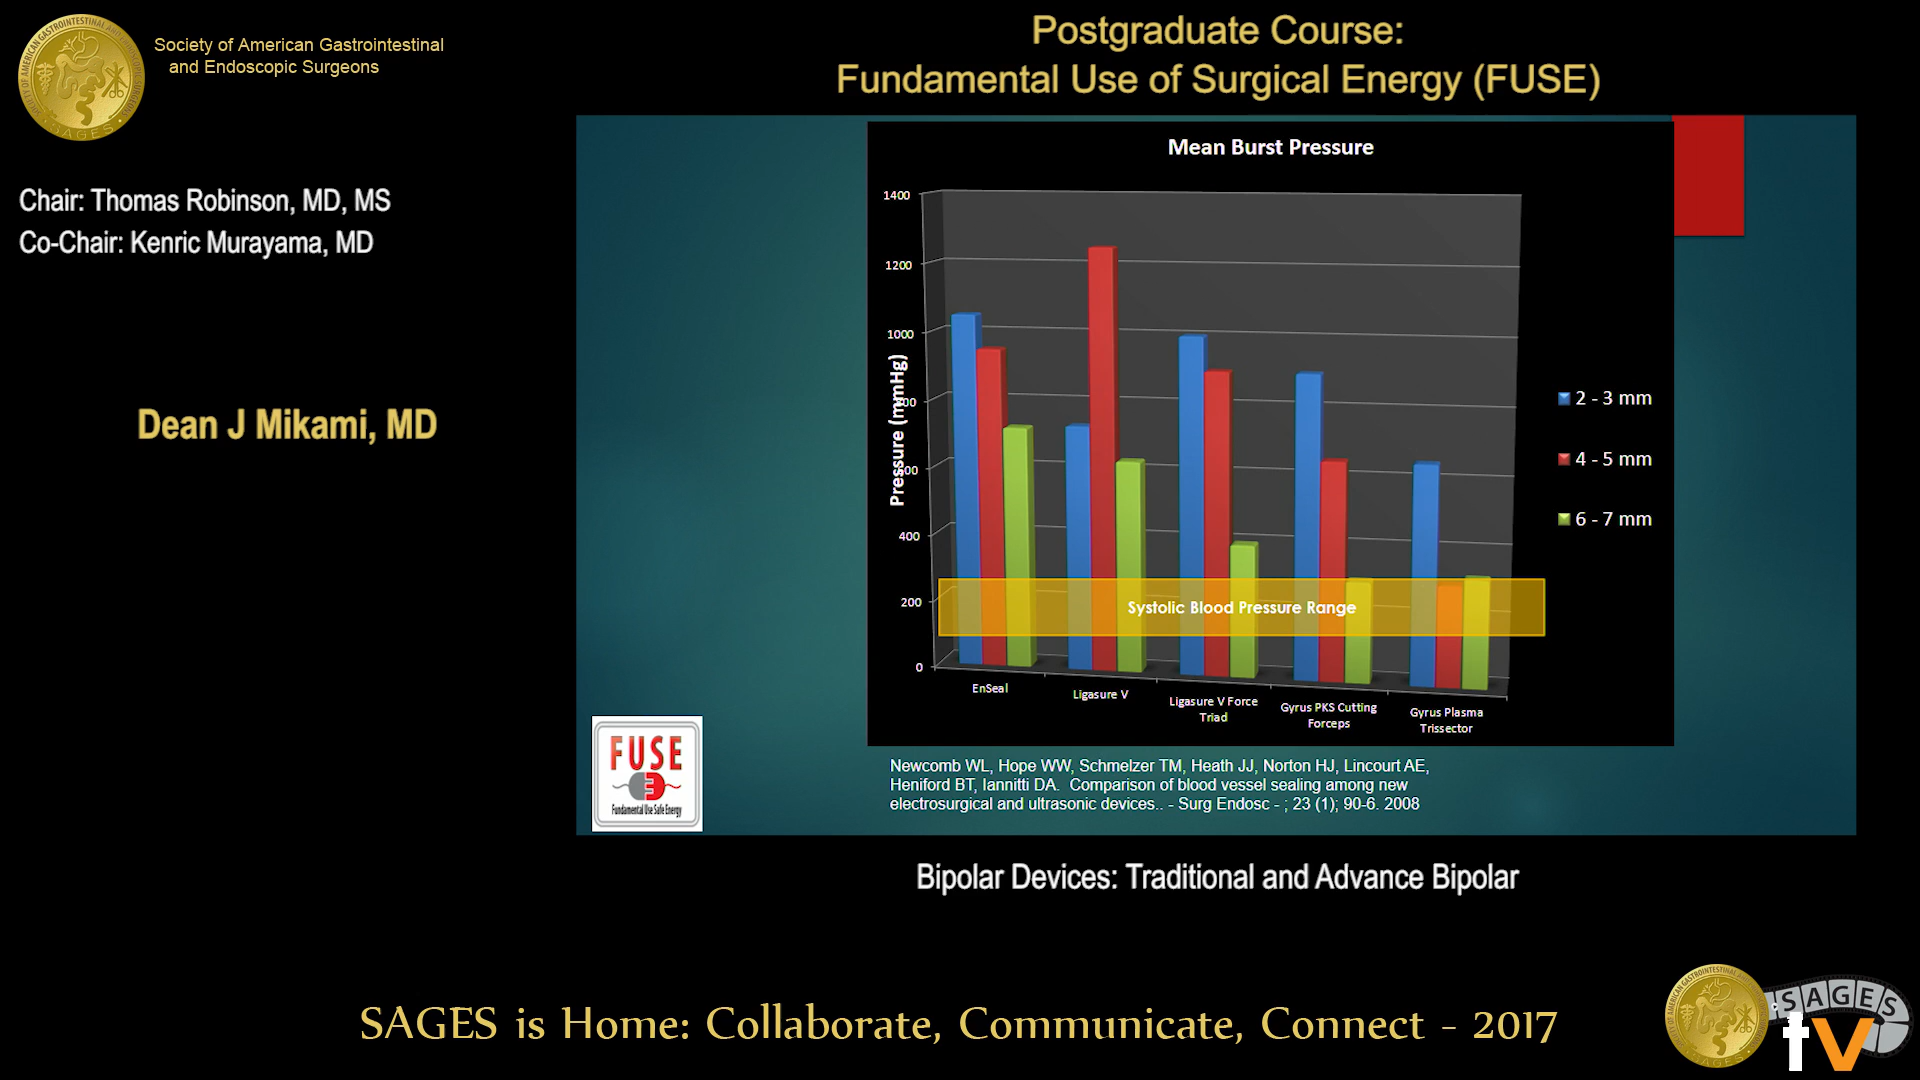 Society of American Gastrointestinal
and Endoscopic Surgeons
Postgraduate Course:
Fundamental Use of Surgical Energy (FUSE)
Chair: Thomas Robinson, MD, MS
Co-Chair: Kenric Murayama, MD
Dean J Mikami, MD
Mean Burst Pressure
Pressure (mmHg)
1400
1200
1000
400
200
0
2 - 3 mm
4 - 5 mm
6 - 7 mm
Systolic Blood Pressure Range
EnSeal
Ligasure V
Ligasure V Force
Triad
Gyrus PKS Cutting
Forceps
Gyrus Plasma
Trissector
FUSE
Fundamental Use Safe Energy
Newcomb WL, Hope WW, Schmelzer TM, Heath JJ, Norton HJ, Lincourt AE,
Heniford BT, Iannitti DA. Comparison of blood vessel sealing among new
electrosurgical and ultrasonic devices.. - Surg Endosc - ; 23 (1); 90-6. 2008
Bipolar Devices: Traditional and Advance Bipolar
SAGES is Home: Collaborate, Communicate, Connect - 2017
SAGES
tv